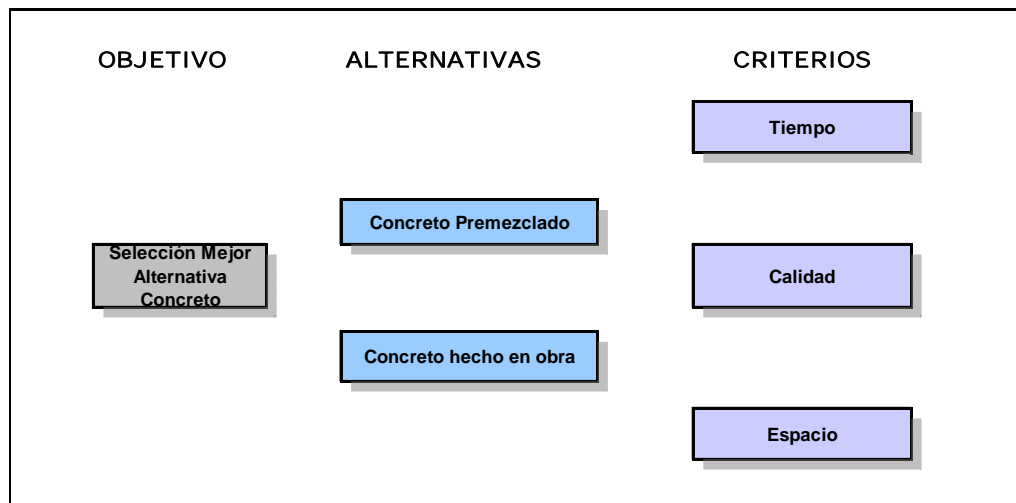 OBJETIVO
ALTERNATIVAS
CRITERIOS
Tiempo
Concreto Premezclado
Selección Mejor
Alternativa
Concreto
Calidad
Concreto hecho en obra
Espacio